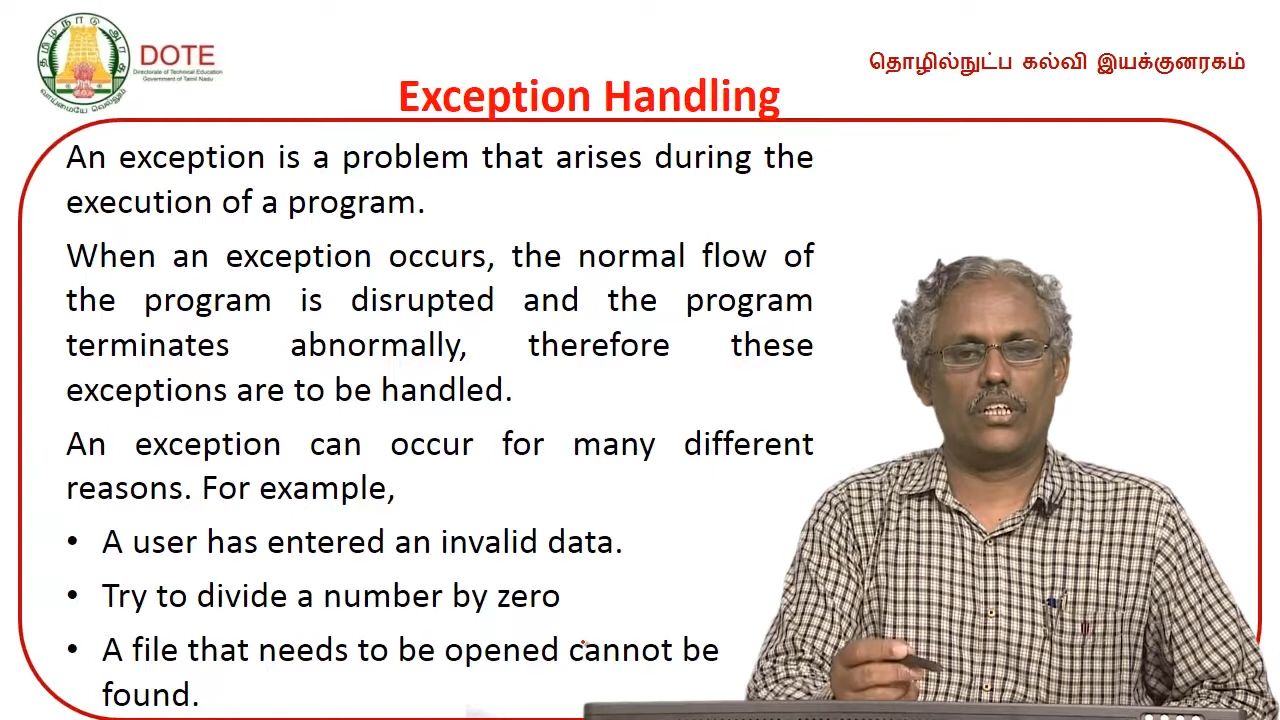 தமிழ்நாடு அரசு
வாய்மையே வெல்லும்
DOTE
Directorate of Technical Education
Government of Tamil Nadu
தொழில்நுட்ப கல்வி இயக்குனரகம்
Exception Handling
An exception is a problem that arises during the
execution of a program.
When an exception occurs, the normal flow of
the program is disrupted and the program
terminates abnormally, therefore these
exceptions are to be handled.
An exception can occur for many different
reasons. For example,
• A user has entered an invalid data.
• Try to divide a number by zero
• A file that needs to be opened cannot be
found.